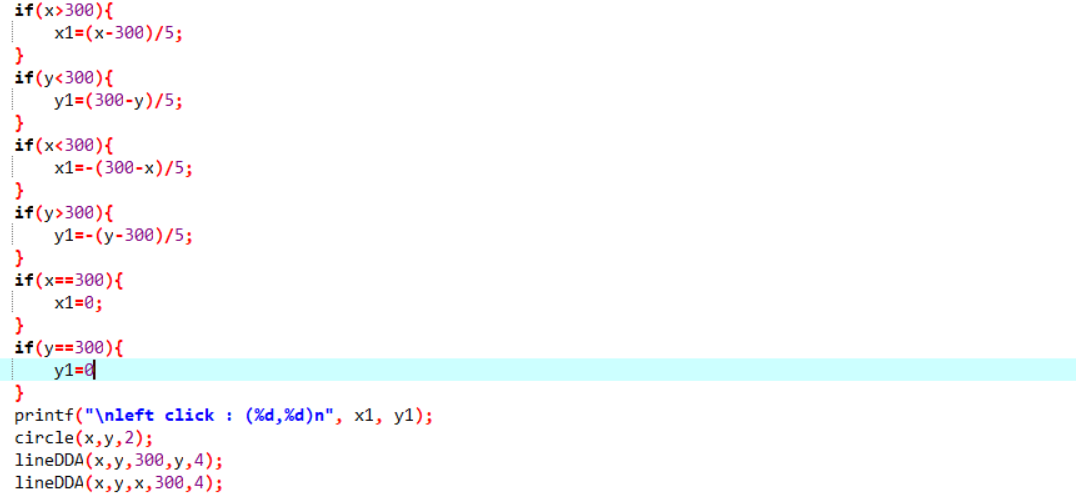 if(x>300){
    x1=(x-300)/5;
}
if(y<300){
    y1=(300-y)/5;
}
if(x<300){
    x1=-(300-x)/5;
}
if(y>300){
    y1=-(y-300)/5;
}
if(x==300){
    x1=0;
}
if(y==300){
    y1=0
}
printf("\nleft click : (%d,%d)n", x1, y1);
circle(x,y,2);
lineDDA(x,y,300,y,4);
lineDDA(x,y,x,300,4);